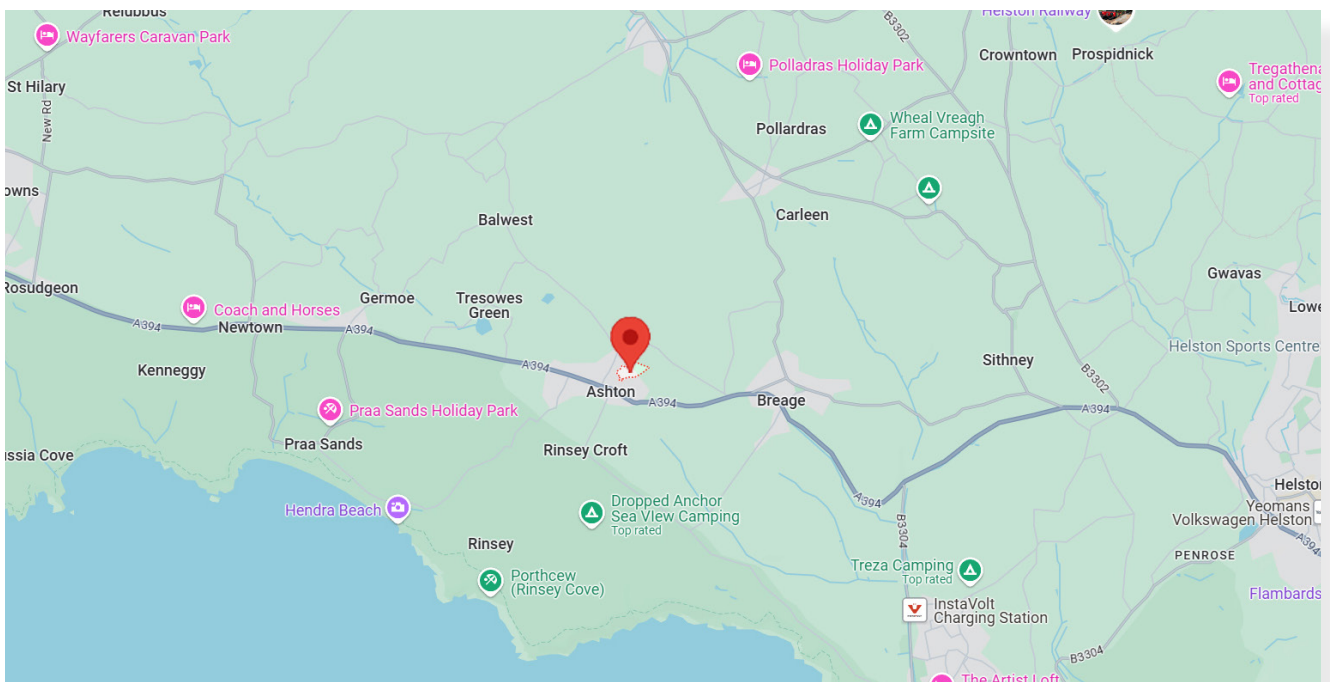 Relubbus
Helston Railway
Wayfarers Caravan Park
B3302
Crowntown
Prospidnick
Polladras Holiday Park
Tregathena
and Cottag
Top rated
St Hilary
New Rd
Wheal Vreagh
Farm Campsite
Pollardras
owns
Balwest
Carleen
Rosudgeon
Germoe
Tresowes
Green
Gwavas
Coach and Horses
Lowe
A394
Newtown
A394
Helston Sports Centre
Kenneggy
A394
Sithney
B3302
Ashton
A394
Breage
A394
Praa Sands Holiday Park
Praa Sands
Rinsey Croft
ussia Cove
Helston
A394
Hendra Beach
Dropped Anchor
Sea View Camping
Top rated
Yeomans
Volkswagen Helston
B3304
A394
Rinsey
PENROSE
Treza Camping
Top rated
Porthcew
(Rinsey Cove)
Flambards
InstaVolt
Charging Station
B3304
The Artist Loft